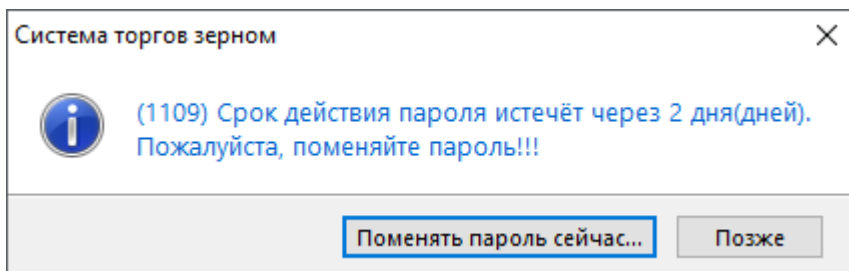 Система торгов зерном
(1109) Срок действия пароля истечёт через 2 дня(дней).
Пожалуйста, поменяйте пароль!!!
Поменять пароль сейчас... Позже